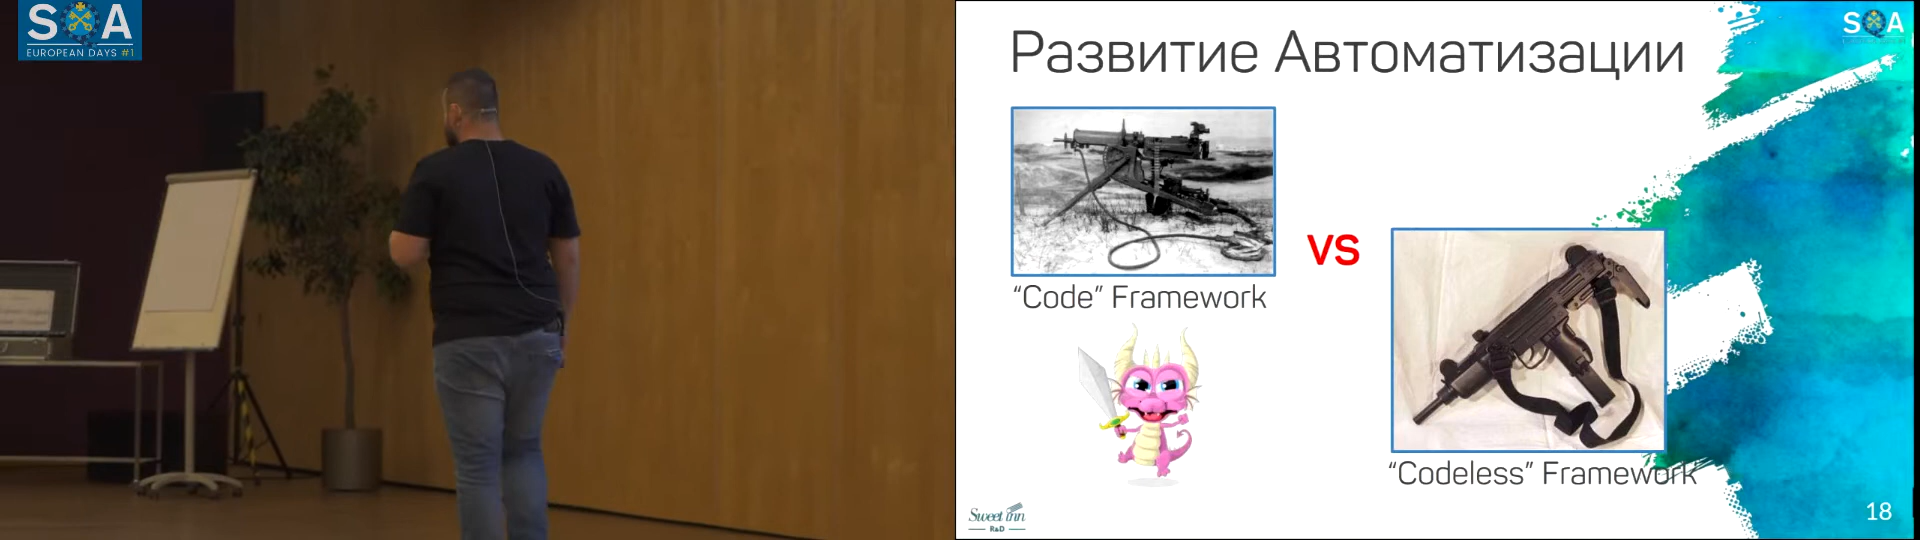 SQA
EUROPEAN DAYS #1
Развитие Автоматизации
SQA
VS
“Code” Framework
“Codeless” Framework
Sweet inn
R&D
18